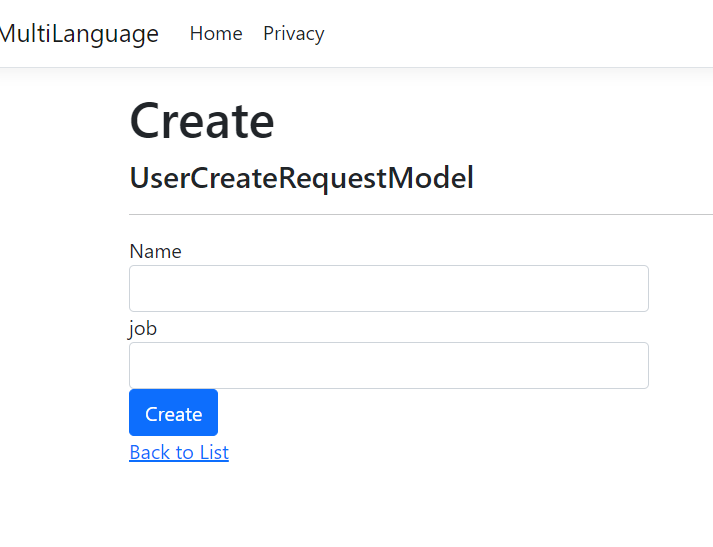 MultiLanguage Home Privacy
Create
UserCreateRequestModel
Name
job
Create
Back to List